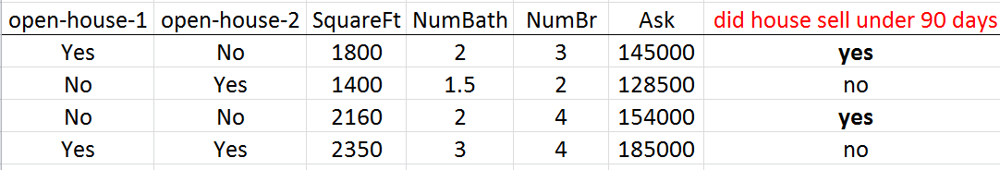 open-house-1 open-house-2 SquareFt NumBath NumBr Ask did house sell under 90 days
Yes No 1800 2 3 145000 yes
No Yes 1400 1.5 2 128500 no
No No 2160 2 4 154000 yes
Yes Yes 2350 3 4 185000 no